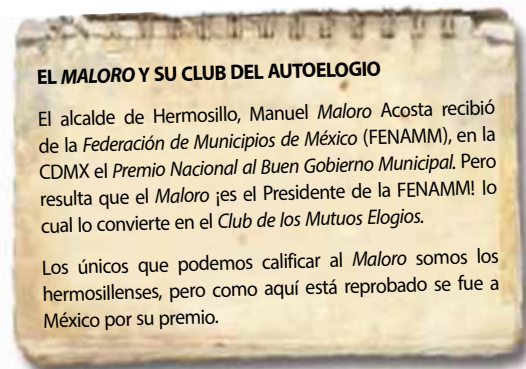 EL MALORO Y SU CLUB DEL AUTOELOGIO
El alcalde de Hermosillo, Manuel Maloro Acosta recibió
de la Federación de Municipios de México (FENAMM), en la
CDMX el Premio Nacional al Buen Gobierno Municipal. Pero
resulta que el Maloro ¡es el Presidente de la FENAMM! lo
cual lo convierte en el Club de los Mutuos Elogios.
Los únicos que podemos calificar al Maloro somos los
hermosillenses, pero como aquí está reprobado se fue a
México por su premio.